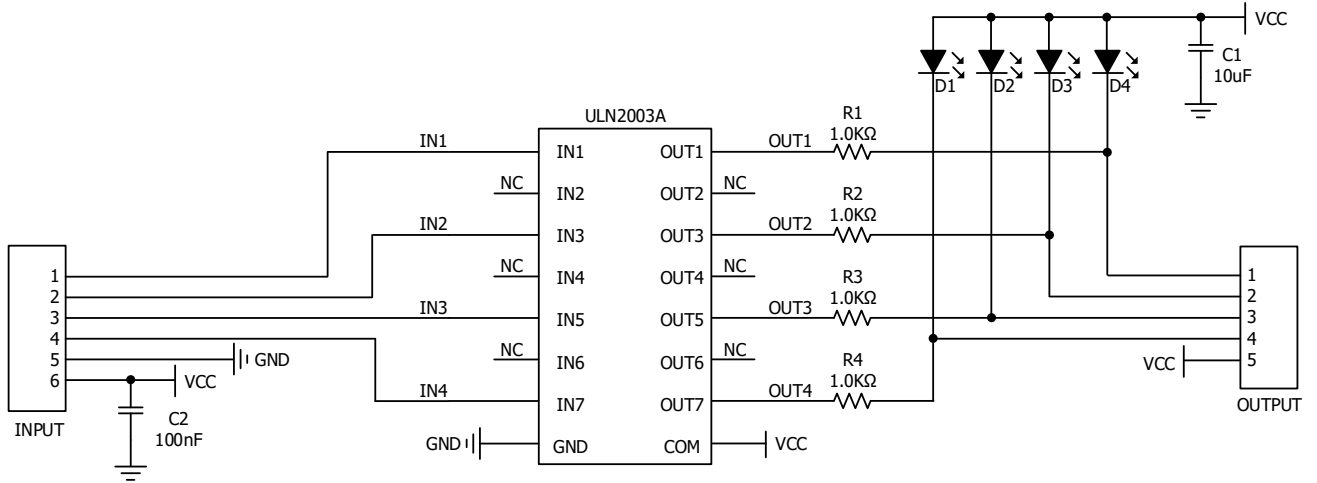 VCC
C1
10uF
D1
D2
D3
D4
ULN2003A
R1
1.0KΩ
IN1
IN1
OUT1
OUT1
NC
IN2
OUT2
NC
R2
1.0KΩ
IN2
IN3
OUT3
OUT2
NC
IN4
OUT4
NC
R3
1.0KΩ
IN3
IN5
OUT5
OUT3
NC
IN6
OUT6
NC
R4
1.0KΩ
IN4
IN7
OUT7
OUT4
GND
GND
COM
VCC
1
2
3
4
5
6
INPUT
GND
VCC
C2
100nF
1
2
3
4
5
VCC
OUTPUT